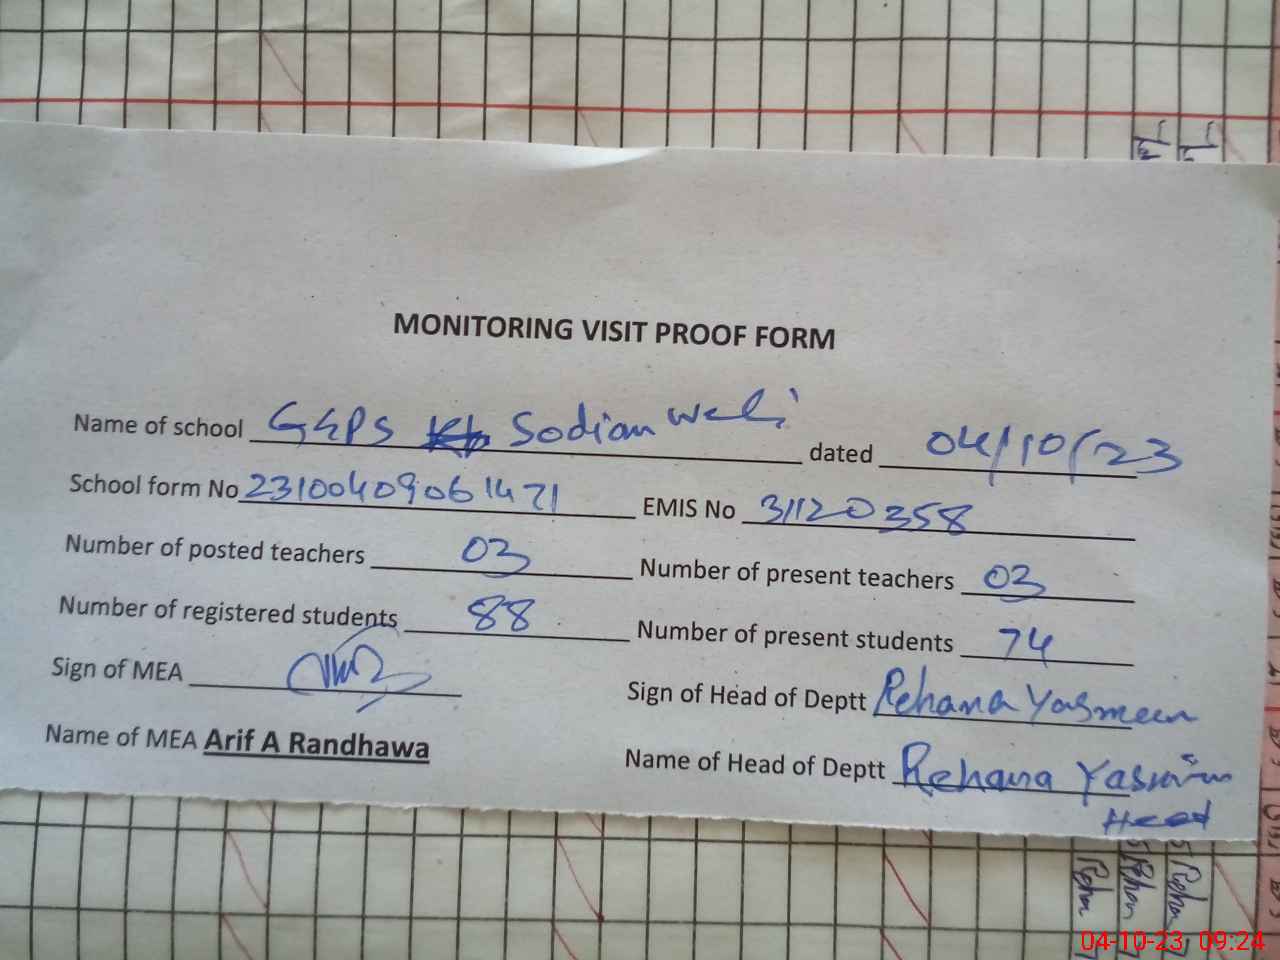 MONITORING VISIT PROOF FORM
Name of school GGPS Sodian wali dated 04/10/23
School form No 23100409061471 EMIS No 31120358
Number of posted teachers 03 Number of present teachers 03
Number of registered students 88 Number of present students 74
Sign of MEA Sign of Head of Deptt Rehana Yasmeen
Name of MEA Arif A Randhawa Name of Head of Deptt Rehana Yasmin
Head
04-10-23 09:24